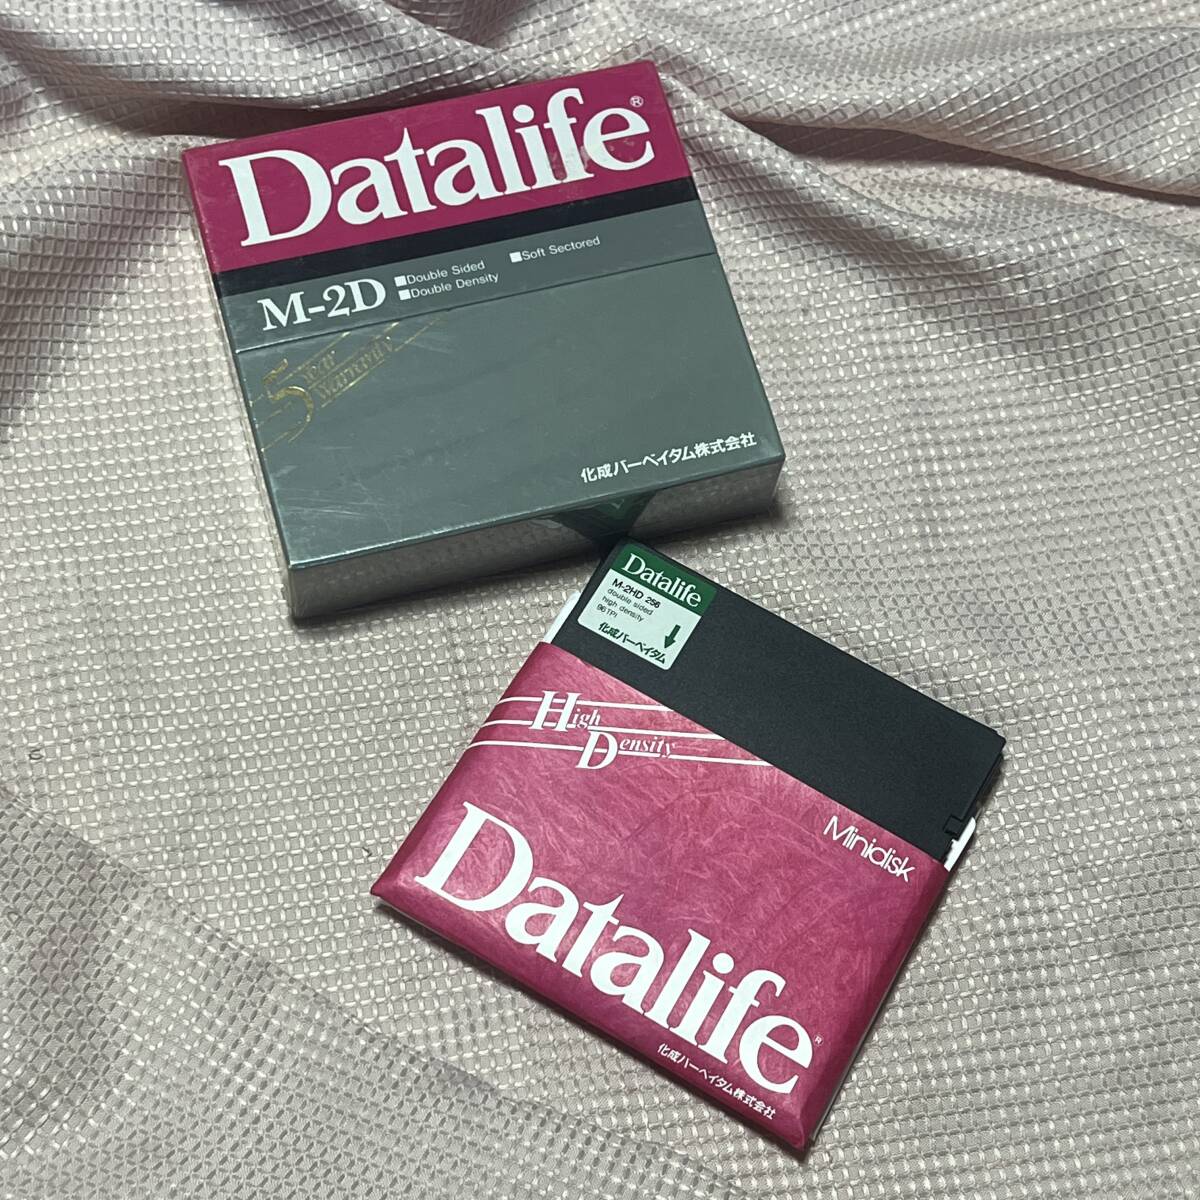 Datalife®
M-2D ■Double Sided ■Soft Sectored
■Double Density
5 Year
Warranty
化成バーベイタム株式会社
Datalife
M-2HD 256
double sided
high density
96TPI
化成バーベイタム
High
Density
Minidisk
Datalife®
化成バーベイタム株式会社